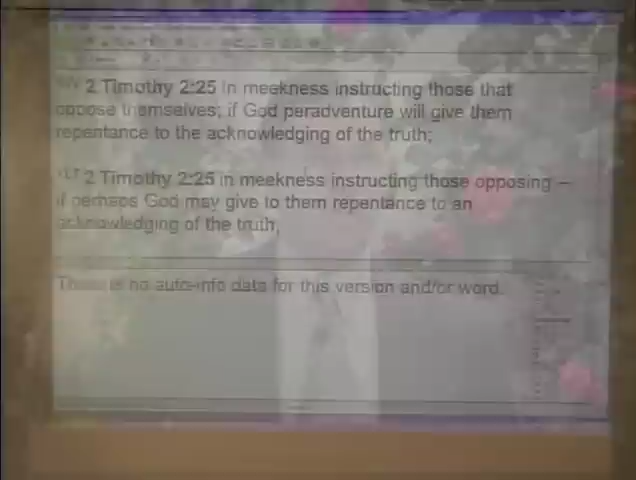 2 Timothy 2:25 In meekness instructing those that
oppose themselves; if God peradventure will give them
repentance to the acknowledging of the truth;
YLT 2 Timothy 2:25 in meekness instructing those opposing --
if perhaps God may give to them repentance to an
acknowledging of the truth,
There is no auto-info data for this version and/or word.